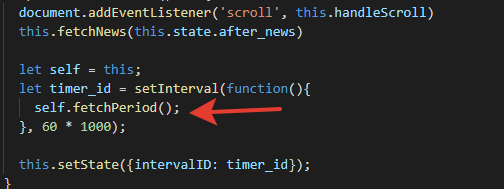 document.addEventListener('scroll', this.handleScroll)
this.fetchNews(this.state.after_news)
let self = this;
let timer_id = setInterval(function(){
self.fetchPeriod();
}, 60 * 1000);
this.setState({intervalID: timer_id});
}